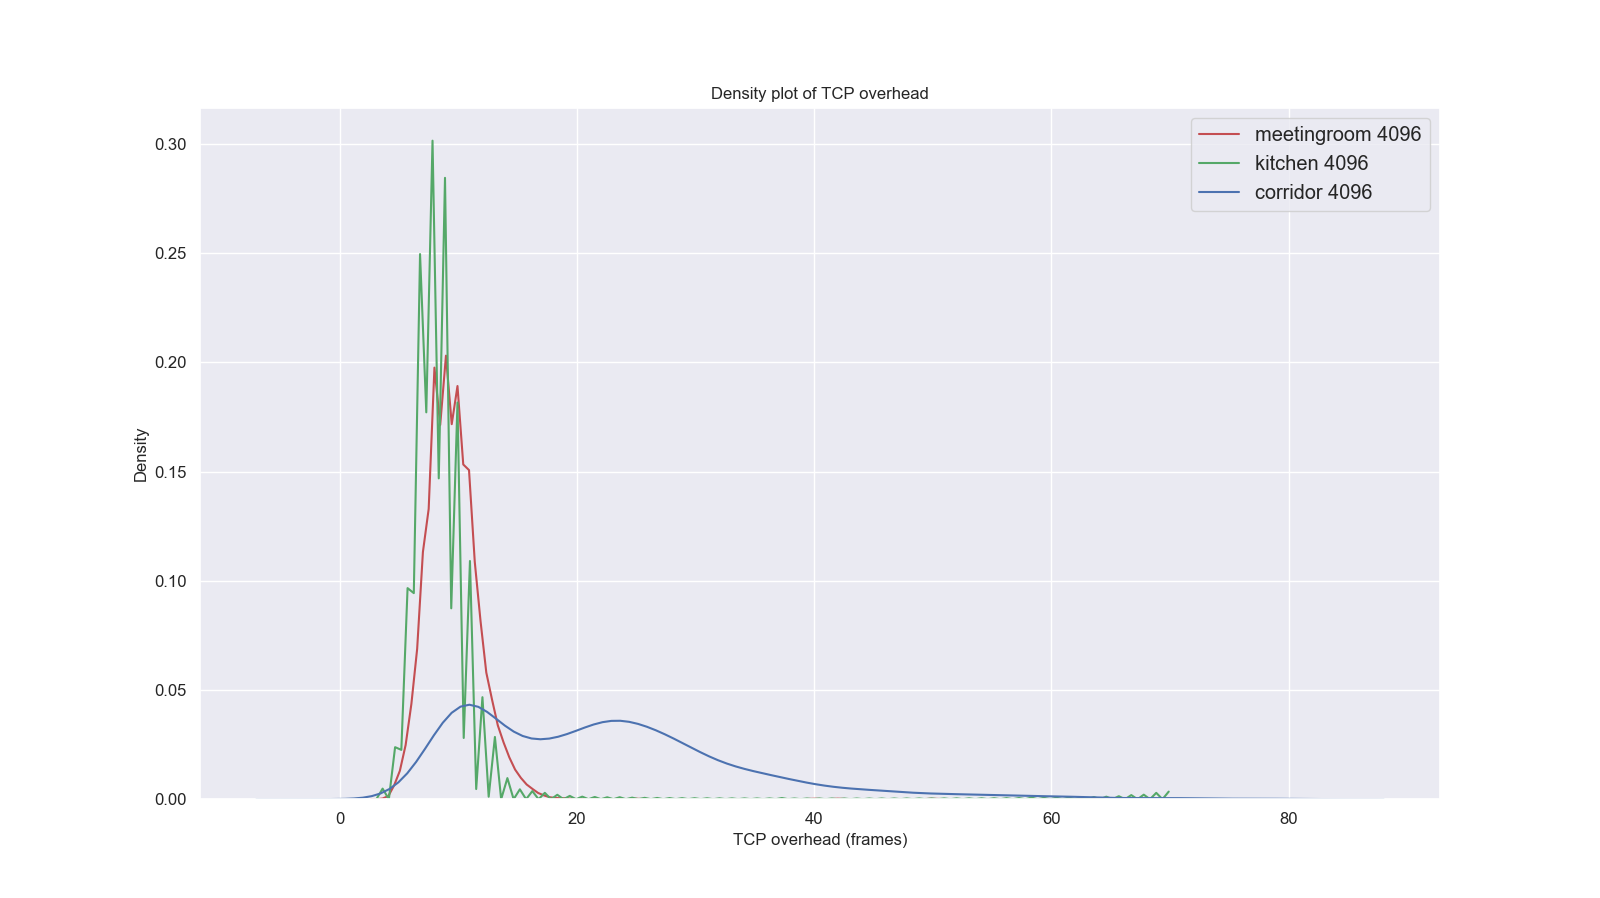 Density plot of TCP overhead
meetingroom 4096
kitchen 4096
corridor 4096
0.30
0.25
0.20
0.15
0.10
0.05
0.00
Density
0 20 40 60 80
TCP overhead (frames)